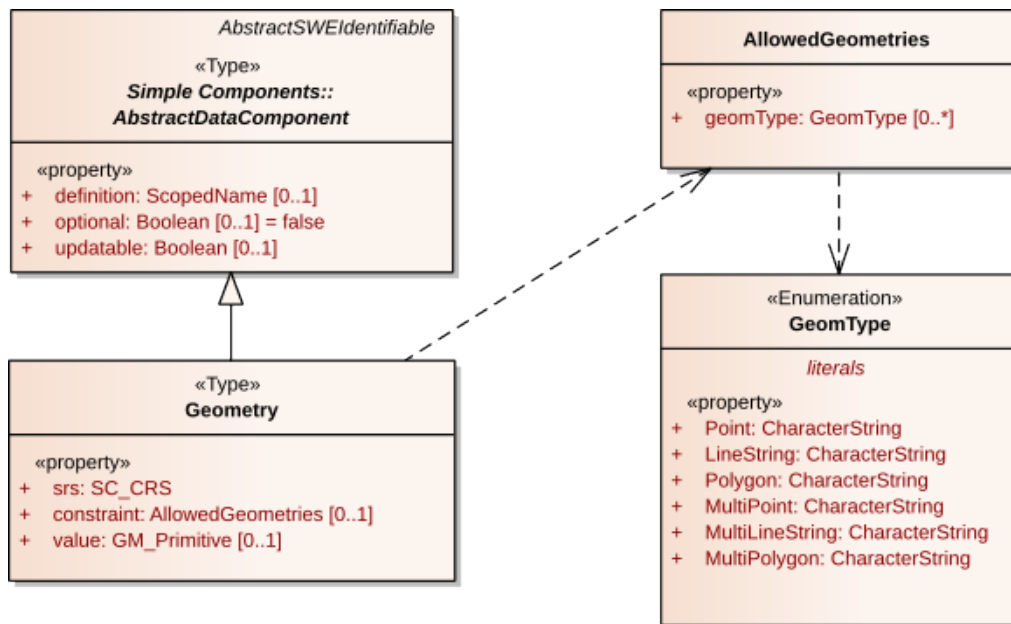 AbstractSWEIdentifiable
«Type»
Simple Components::
AbstractDataComponent
«property»
+ definition: ScopedName [0..1]
+ optional: Boolean [0..1] = false
+ updatable: Boolean [0..1]
«Type»
Geometry
«property»
+ srs: SC_CRS
+ constraint: AllowedGeometries [0..1]
+ value: GM_Primitive [0..1]
AllowedGeometries
«property»
+ geomType: GeomType [0..*]
«Enumeration»
GeomType
literals
«property»
+ Point: CharacterString
+ LineString: CharacterString
+ Polygon: CharacterString
+ MultiPoint: CharacterString
+ MultiLineString: CharacterString
+ MultiPolygon: CharacterString